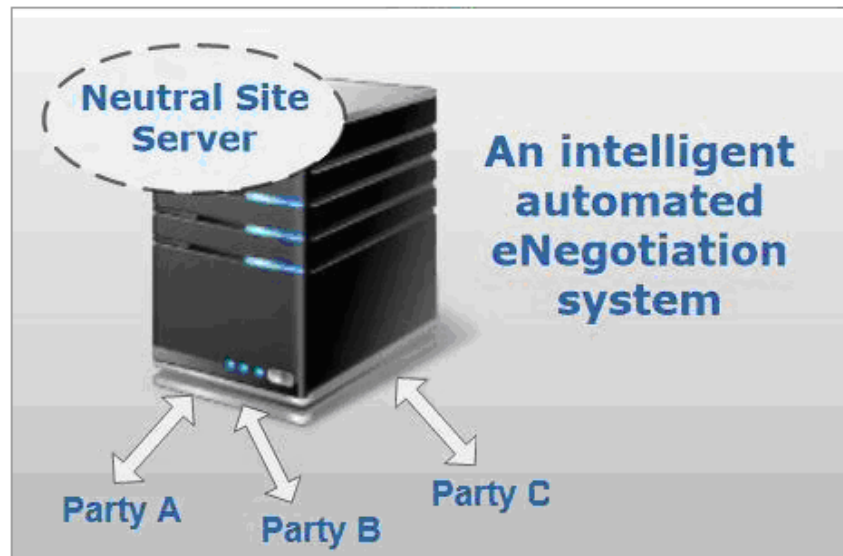 Neutral Site
Server
An intelligent
automated
eNegotiation
system
Party A
Party B
Party C